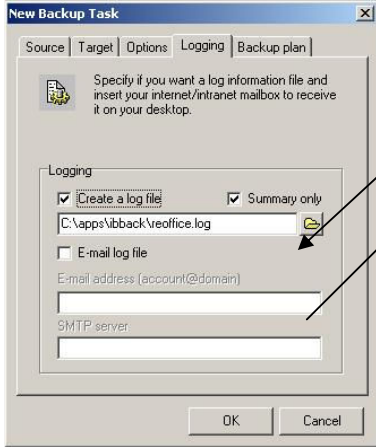 New Backup Task
Source Target Options Logging Backup plan
Specify if you want a log information file and
insert your internet/intranet mailbox to receive
it on your desktop.
Logging
Create a log file Summary only
C:\apps\ibback\reoffice.log
E-mail log file
E-mail address (account@domain)
SMTP server
OK Cancel